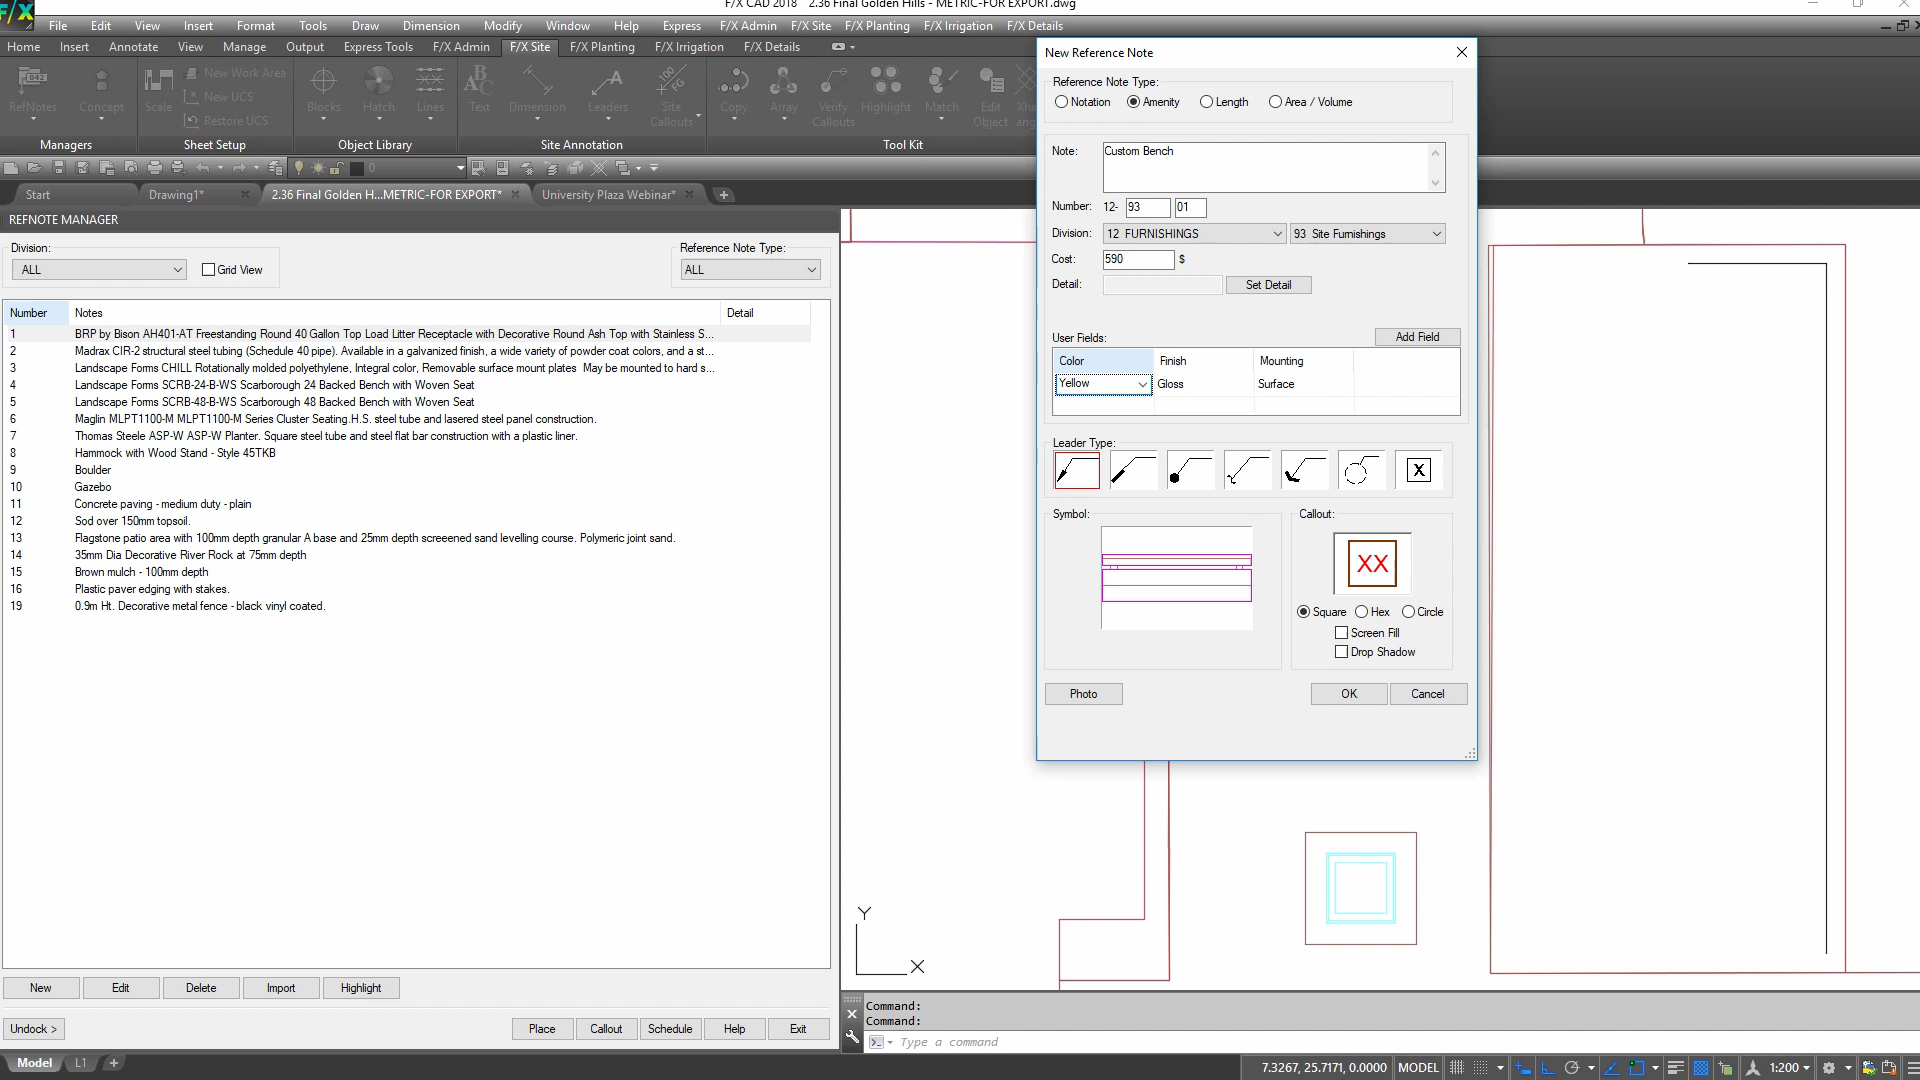 F/X CAD 2018   2.36 Final Golden Hills - METRIC-FOR EXPORT.dwg
F/X
File Edit View Insert Format Tools Draw Dimension Modify Window Help Express F/X Admin F/X Site F/X Planting F/X Irrigation F/X Details
Home Insert Annotate View Manage Output Express Tools F/X Admin F/X Site F/X Planting F/X Irrigation F/X Details
042
RefNotes
Concept
Scale
New Work Area
New UCS
Restore UCS
Blocks
Hatch
Lines
AB
C
Text
Dimension
A
Leaders
100
FG
Site
Callouts
Copy
Array
Verify
Callouts
Highlight
Match
Edit
Object
Managers
Sheet Setup
Object Library
Site Annotation
Tool Kit
0
Start
Drawing1*
2.36 Final Golden H...METRIC-FOR EXPORT*
University Plaza Webinar*
REFNOTE MANAGER
Division:
ALL
Grid View
Reference Note Type:
ALL
Number Notes Detail
1 BRP by Bison AH401-AT Freestanding Round 40 Gallon Top Load Litter Receptacle with Decorative Round Ash Top with Stainless S...
2 Madrax CIR-2 structural steel tubing (Schedule 40 pipe). Available in a galvanized finish, a wide variety of powder coat colors, and a st...
3 Landscape Forms CHILL Rotationally molded polyethylene, Integral color, Removable surface mount plates  May be mounted to hard s...
4 Landscape Forms SCRB-24-B-WS Scarborough 24 Backed Bench with Woven Seat
5 Landscape Forms SCRB-48-B-WS Scarborough 48 Backed Bench with Woven Seat
6 Maglin MLPT1100-M MLPT1100-M Series Cluster Seating.H.S. steel tube and lasered steel panel construction.
7 Thomas Steele ASP-W ASP-W Planter. Square steel tube and steel flat bar construction with a plastic liner.
8 Hammock with Wood Stand - Style 45TKB
9 Boulder
10 Gazebo
11 Concrete paving - medium duty - plain
12 Sod over 150mm topsoil.
13 Flagstone patio area with 100mm depth granular A base and 25mm depth screeened sand levelling course. Polymeric joint sand.
14 35mm Dia Decorative River Rock at 75mm depth
15 Brown mulch - 100mm depth
16 Plastic paver edging with stakes.
19 0.9m Ht. Decorative metal fence - black vinyl coated.
New Edit Delete Import Highlight
Undock > Place Callout Schedule Help Exit
Model L1
New Reference Note
Reference Note Type:
Notation Amenity Length Area / Volume
Note: Custom Bench
Number: 12- 93 01
Division: 12 FURNISHINGS 93 Site Furnishings
Cost: 590 $
Detail: Set Detail
User Fields: Add Field
Color Finish Mounting
Yellow Gloss Surface
Leader Type:
X
Symbol:
Callout:
XX
Square Hex Circle
Screen Fill
Drop Shadow
Photo OK Cancel
Y
X
Command:
Command:
Type a command
7.3267, 25.7171, 0.0000 MODEL 1:200